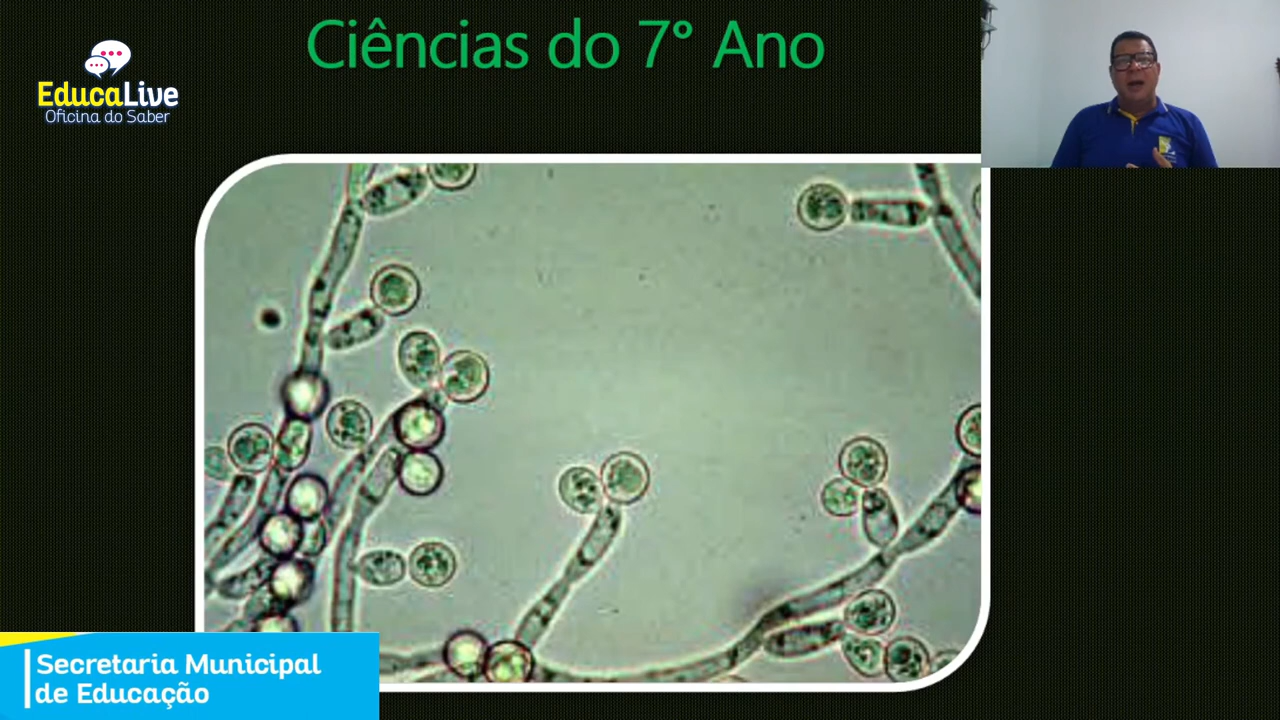 Ciências do 7° Ano
EducaLive
Oficina do Saber
Secretaria Municipal
de Educação